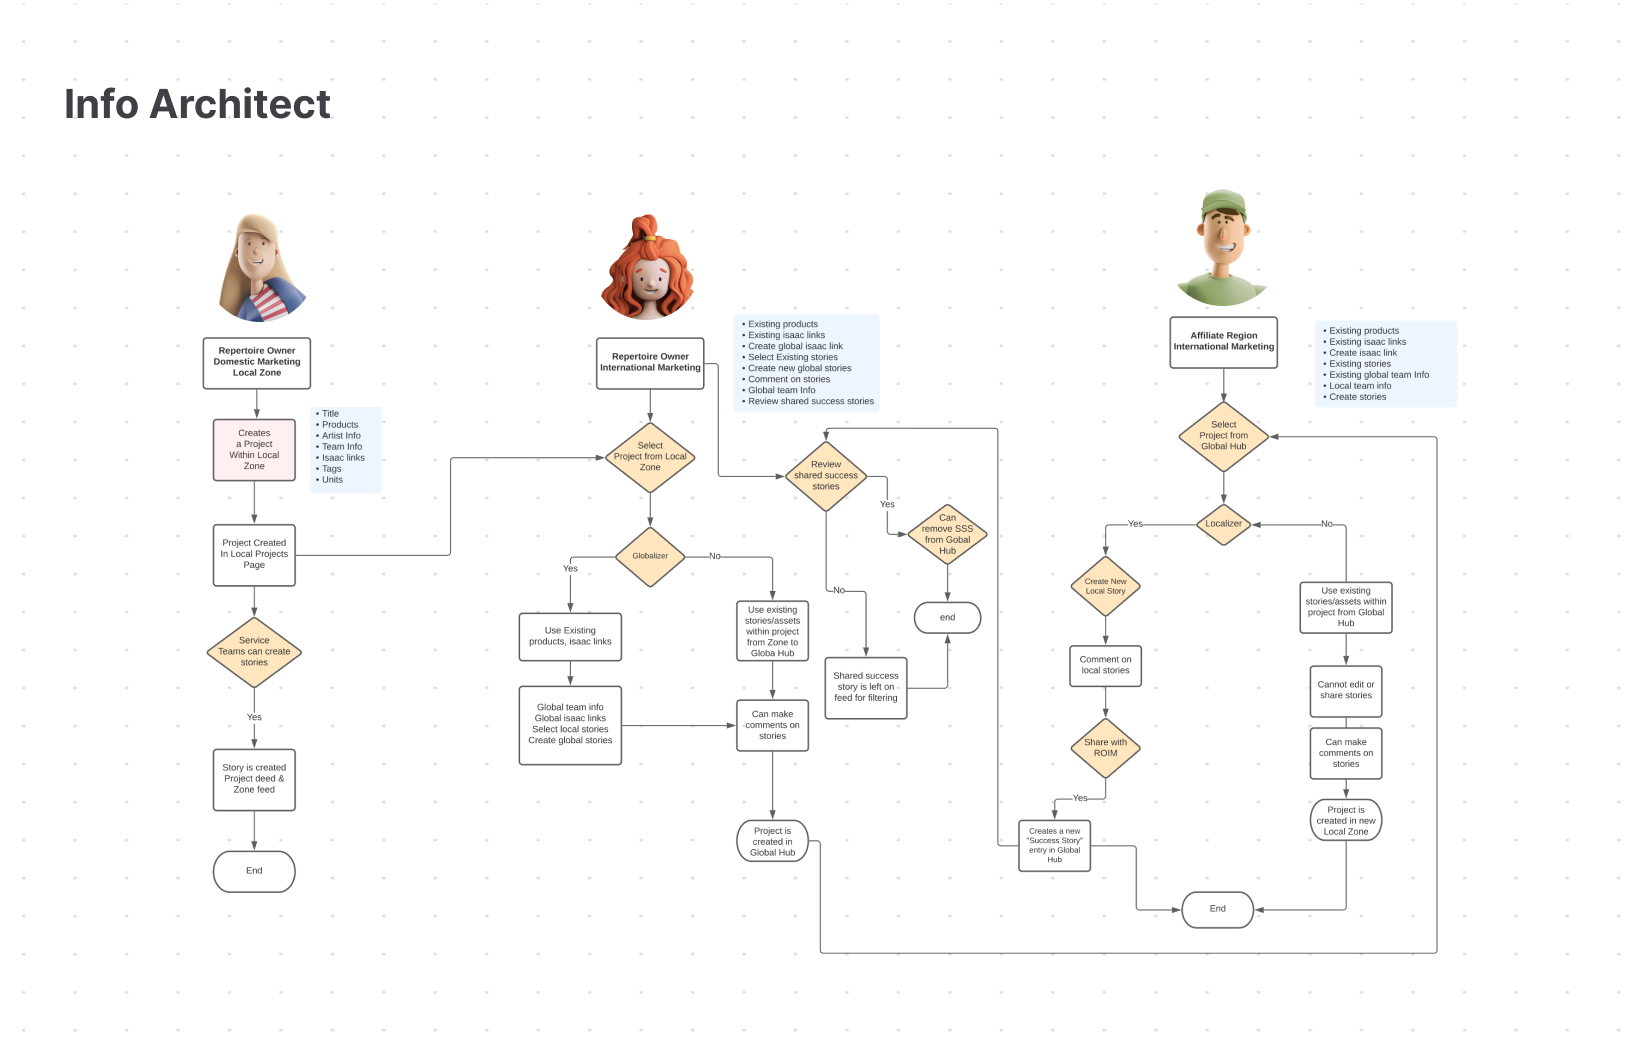 Info Architect
Repertoire Owner
Domestic Marketing
Local Zone
Creates
a Project
Within Local
Zone
• Title
• Products
• Artist Info
• Team Info
• Isaac links
• Tags
• Units
Project Created
In Local Projects
Page
Service
Teams can create
stories
Yes
Story is created
Project deed &
Zone feed
End
Repertoire Owner
International Marketing
• Existing products
• Existing isaac links
• Create global isaac link
• Select Existing stories
• Create new global stories
• Comment on stories
• Global team Info
• Review shared success stories
Select
Project from Local
Zone
Globalizer
Yes
No
Use Existing
products, isaac links
Global team info
Global isaac links
Select local stories
Create global stories
Use existing
stories/assets
within project
from Zone to
Globa Hub
Can make
comments on
stories
Project is
created in
Global Hub
Review
shared success
stories
Yes
No
Can
remove SSS
from Gobal
Hub
end
Shared success
story is left on
feed for filtering
Affiliate Region
International Marketing
• Existing products
• Existing isaac links
• Create isaac link
• Existing stories
• Existing global team Info
• Local team info
• Create stories
Select
Project from
Global Hub
Localizer
Yes
No
Create New
Local Story
Comment on
local stories
Share with
ROIM
Yes
Creates a new
"Success Story"
entry in Global
Hub
Use existing
stories/assets within
project from Global
Hub
Cannot edit or
share stories
Can make
comments on
stories
Project is
created in new
Local Zone
End